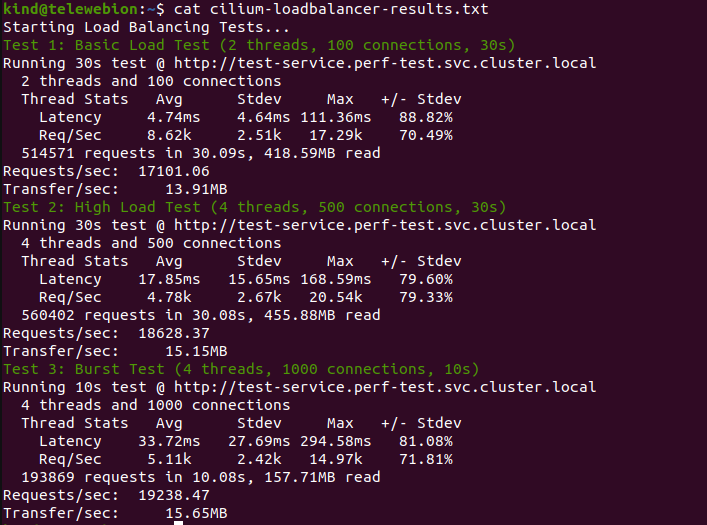 kind@telewebion:~$ cat cilium-loadbalancer-results.txt
Starting Load Balancing Tests...
Test 1: Basic Load Test (2 threads, 100 connections, 30s)
Running 30s test @ http://test-service.perf-test.svc.cluster.local
  2 threads and 100 connections
  Thread Stats   Avg      Stdev     Max   +/- Stdev
    Latency     4.74ms    4.64ms 111.36ms   88.82%
    Req/Sec     8.62k     2.51k   17.29k    70.49%
  514571 requests in 30.09s, 418.59MB read
Requests/sec:  17101.06
Transfer/sec:     13.91MB
Test 2: High Load Test (4 threads, 500 connections, 30s)
Running 30s test @ http://test-service.perf-test.svc.cluster.local
  4 threads and 500 connections
  Thread Stats   Avg      Stdev     Max   +/- Stdev
    Latency    17.85ms   15.65ms 168.59ms   79.60%
    Req/Sec     4.78k     2.67k   20.54k    79.33%
  560402 requests in 30.08s, 455.88MB read
Requests/sec:  18628.37
Transfer/sec:     15.15MB
Test 3: Burst Test (4 threads, 1000 connections, 10s)
Running 10s test @ http://test-service.perf-test.svc.cluster.local
  4 threads and 1000 connections
  Thread Stats   Avg      Stdev     Max   +/- Stdev
    Latency    33.72ms   27.69ms 294.58ms   81.08%
    Req/Sec     5.11k     2.42k   14.97k    71.81%
  193869 requests in 10.08s, 157.71MB read
Requests/sec:  19238.47
Transfer/sec:     15.65MB